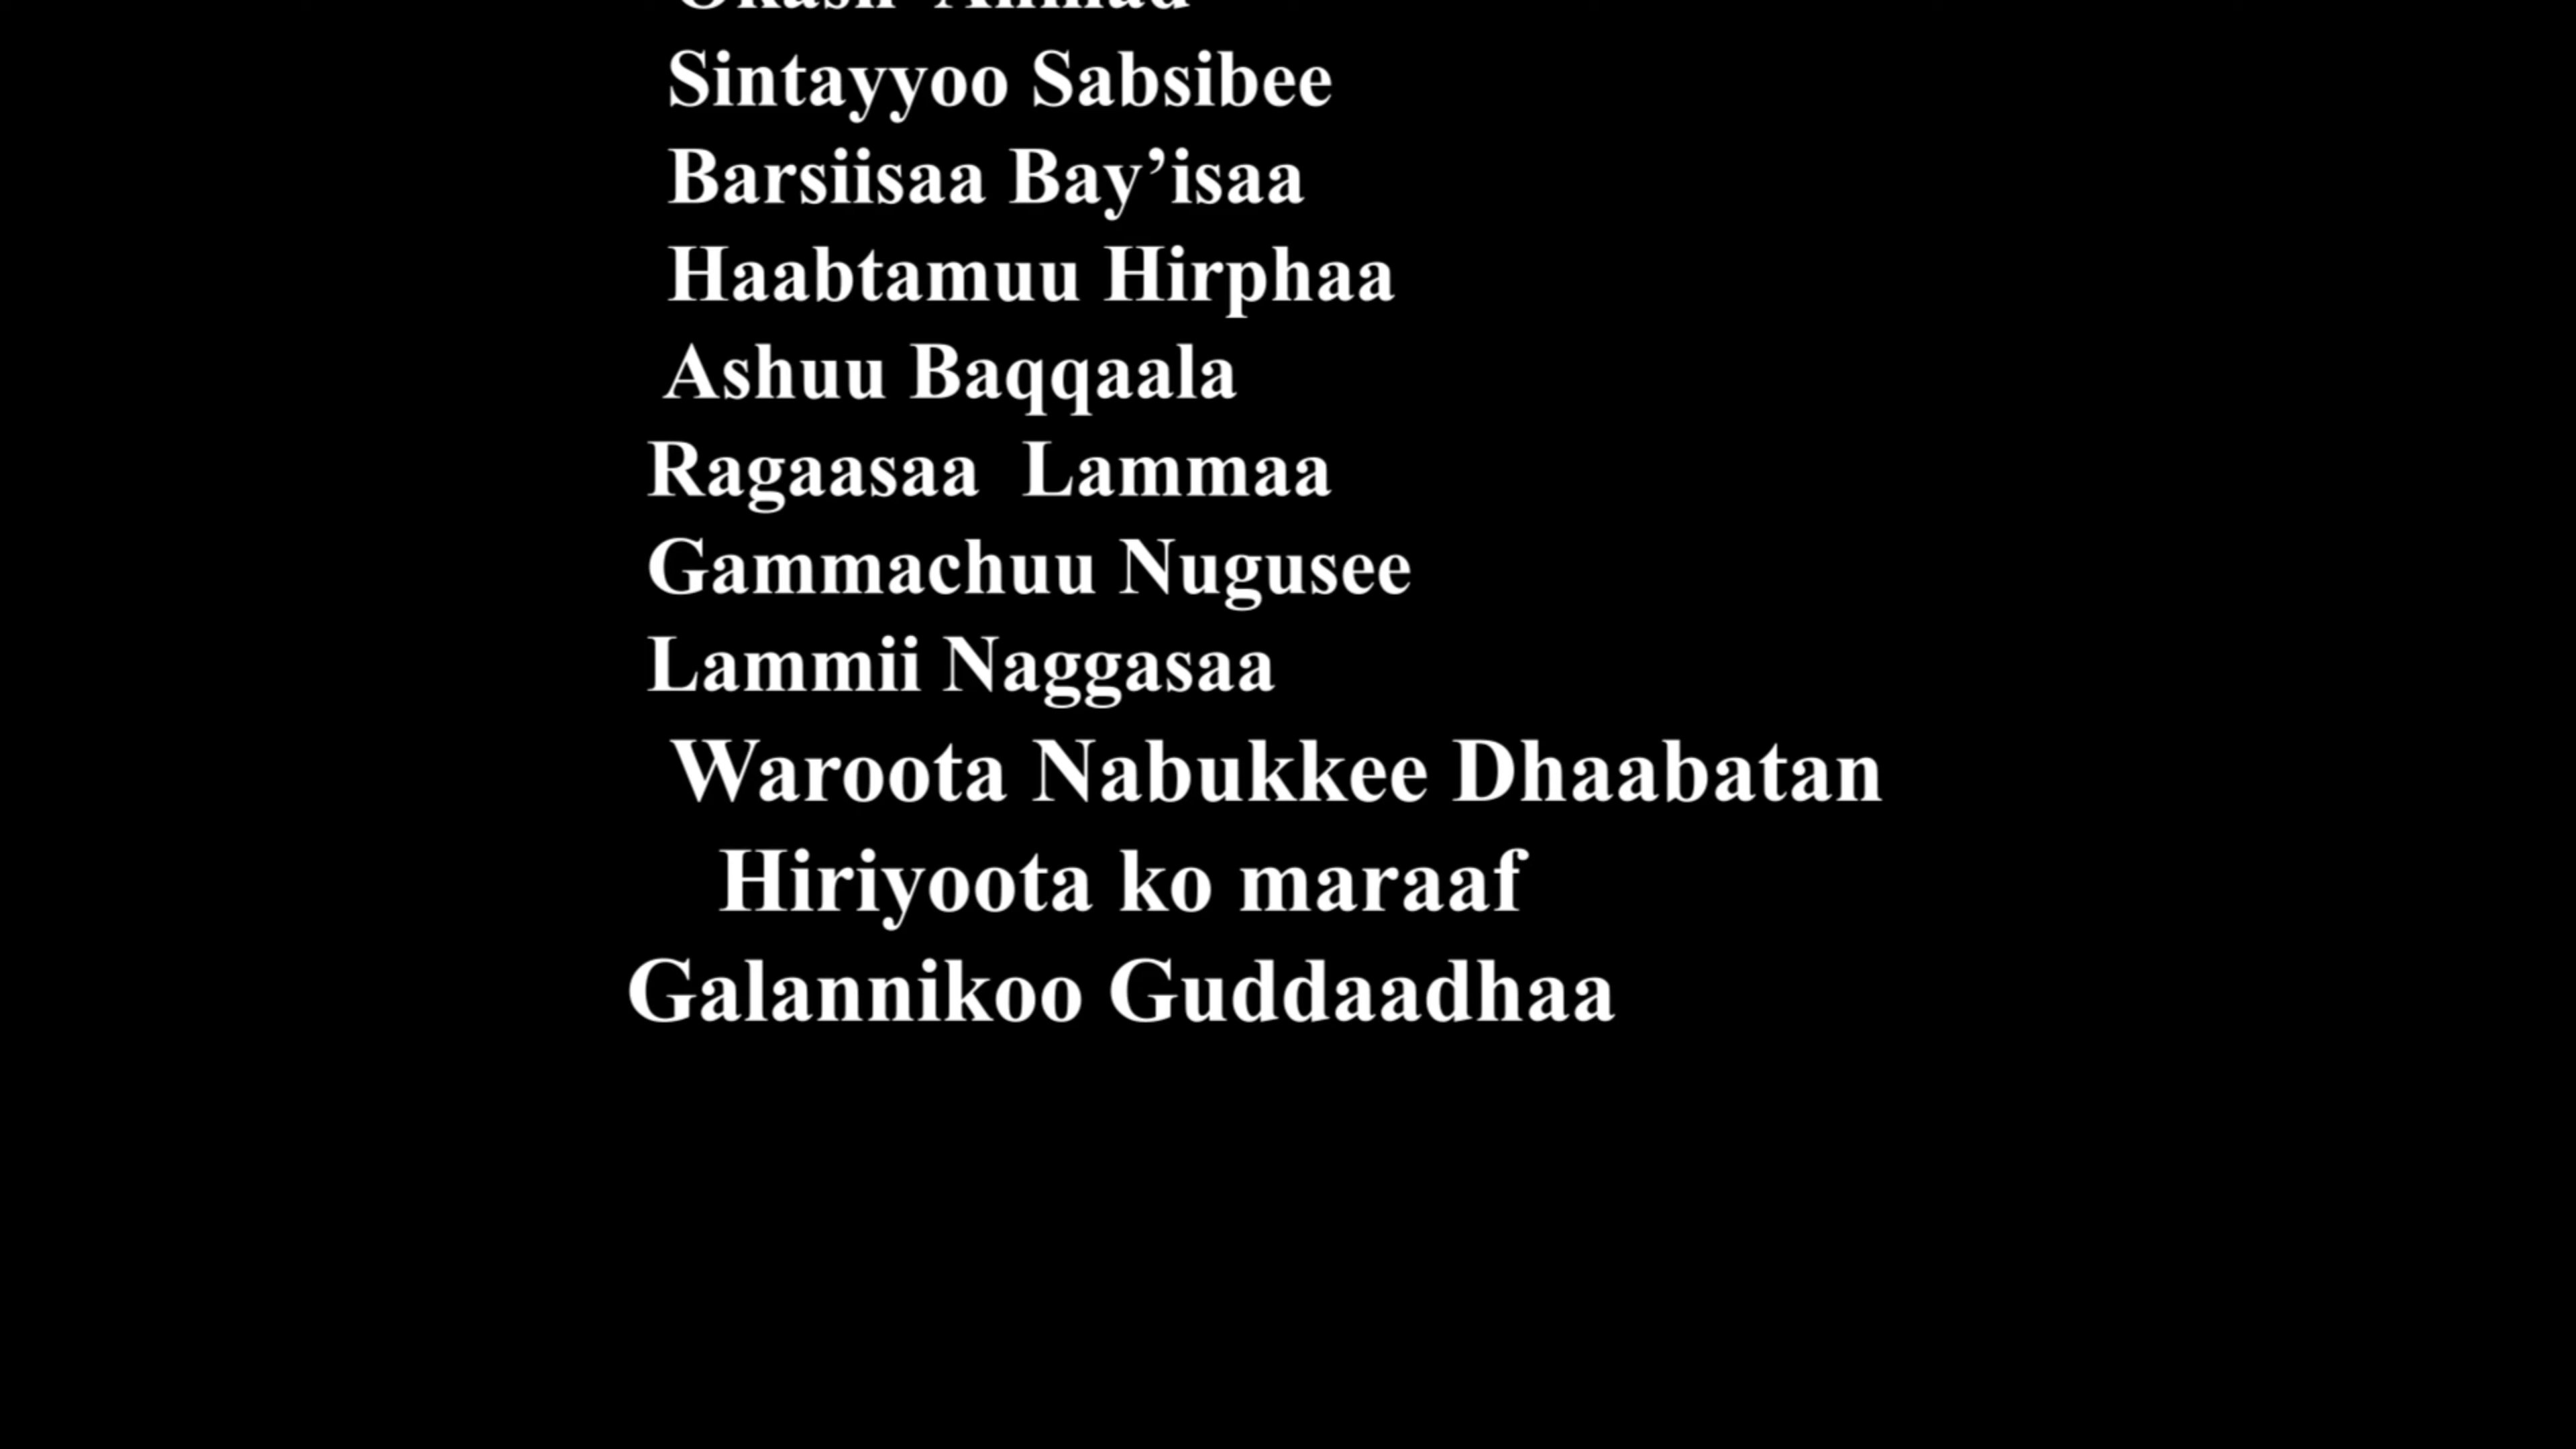 Sintayyoo Sabsibee
Barsiisaa Bay’isaa
Haabtamuu Hirphaa
Ashuu Baqqaala
Ragaasaa Lammaa
Gammachuu Nugusee
Lammii Naggasaa
Waroota Nabukkee Dhaabatan
Hiriyoota ko maraaf
Galannikoo Guddaadhaa